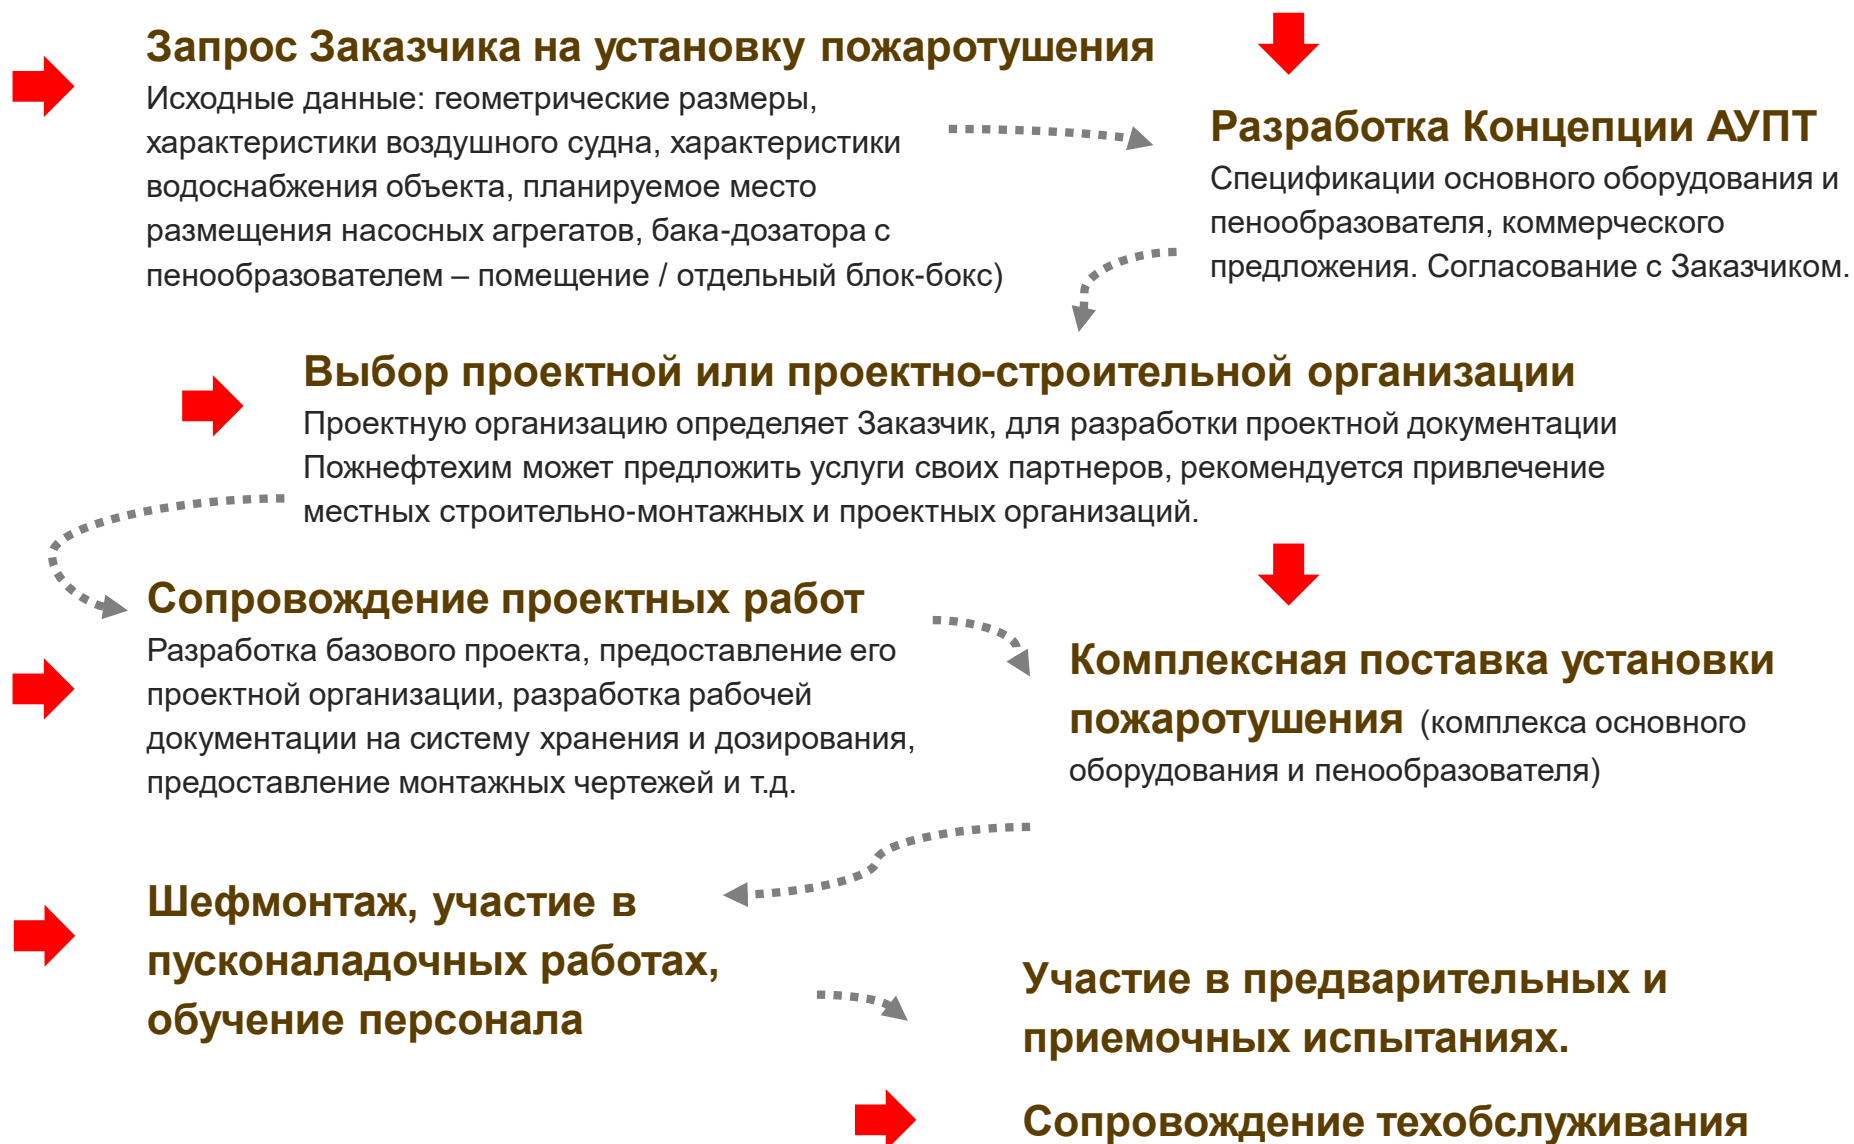 Запрос Заказчика на установку пожаротушения
Исходные данные: геометрические размеры,
характеристики воздушного судна, характеристики
водоснабжения объекта, планируемое место
размещения насосных агрегатов, бака-дозатора с
пенообразователем – помещение / отдельный блок-бокс)
Разработка Концепции АУПТ
Спецификации основного оборудования и
пенообразователя, коммерческого
предложения. Согласование с Заказчиком.
Выбор проектной или проектно-строительной организации
Проектную организацию определяет Заказчик, для разработки проектной документации
Пожнефтехим может предложить услуги своих партнеров, рекомендуется привлечение
местных строительно-монтажных и проектных организаций.
Сопровождение проектных работ
Разработка базового проекта, предоставление его
проектной организации, разработка рабочей
документации на систему хранения и дозирования,
предоставление монтажных чертежей и т.д.
Комплексная поставка установки
пожаротушения (комплекса основного
оборудования и пенообразователя)
Шефмонтаж, участие в
пусконаладочных работах,
обучение персонала
Участие в предварительных и
приемочных испытаниях.
Сопровождение техобслуживания